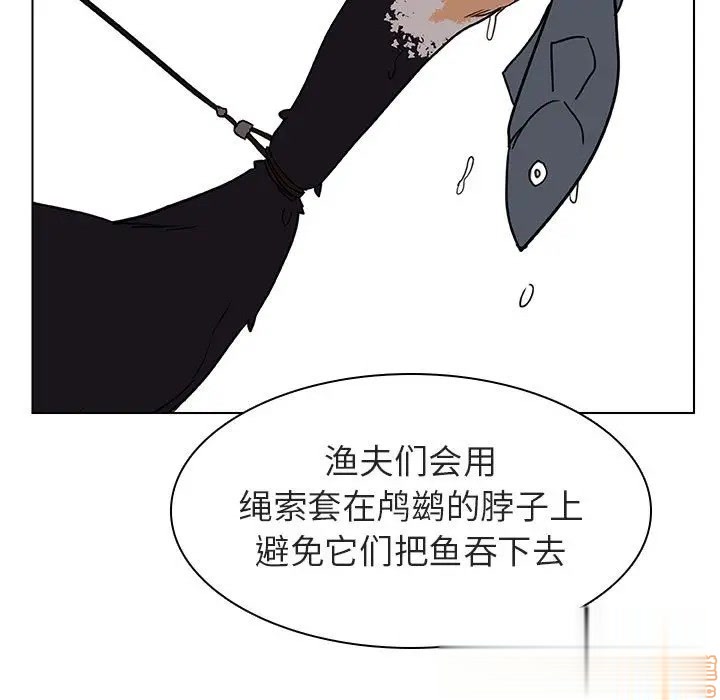 渔夫们会用
绳索套在鸬鹚的脖子上
避免它们把鱼吞下去